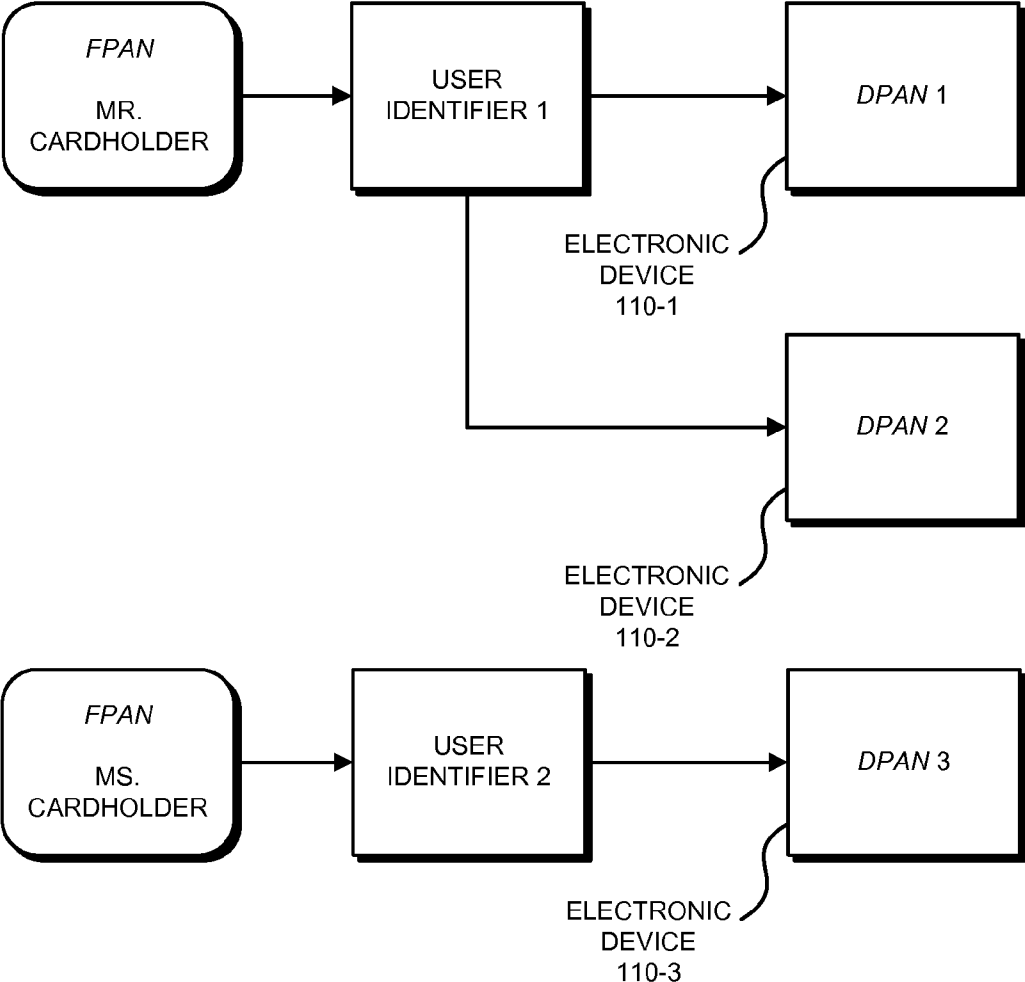 FPAN
MR.
CARDHOLDER
USER
IDENTIFIER 1
DPAN 1
ELECTRONIC
DEVICE
110-1
DPAN 2
ELECTRONIC
DEVICE
110-2
FPAN
MS.
CARDHOLDER
USER
IDENTIFIER 2
DPAN 3
ELECTRONIC
DEVICE
110-3